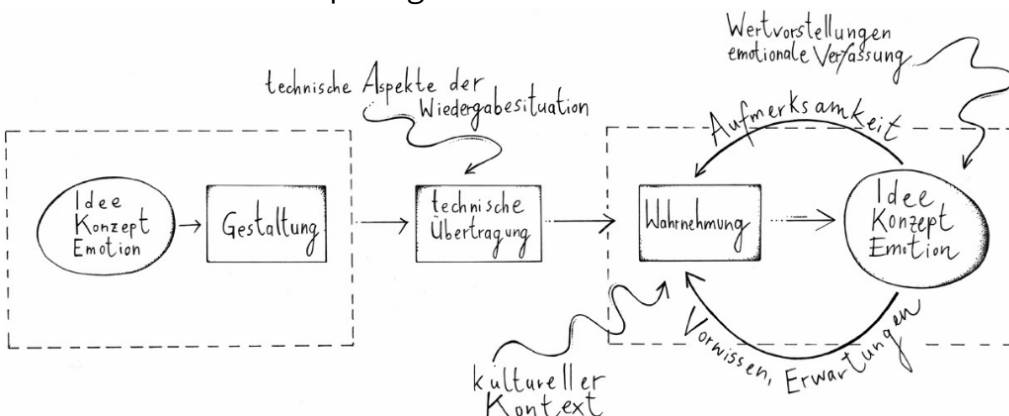 Wertvorstellungen
emotionale Verfassung
technische Aspekte der
Wiedergabesituation
Aufmerksamkeit
Idee
Konzept
Emotion
Gestaltung
technische
Übertragung
Wahrnehmung
Idee
Konzept
Emotion
Vorwissen, Erwartungen
kultureller
Kontext